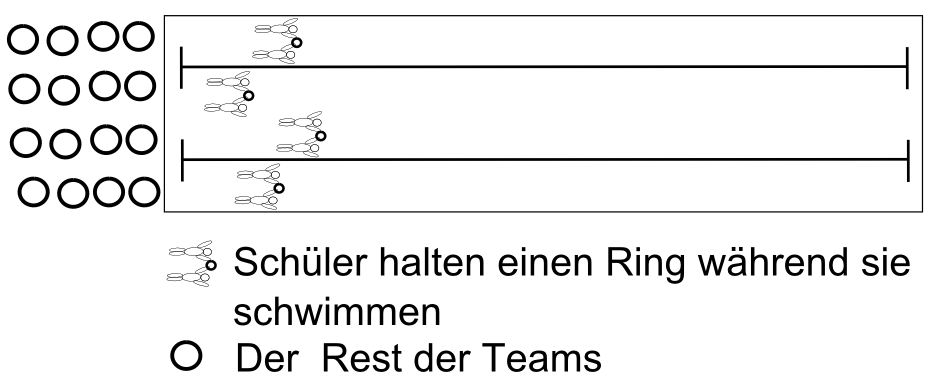 Schüler halten einen Ring während sie
schwimmen
Der Rest der Teams